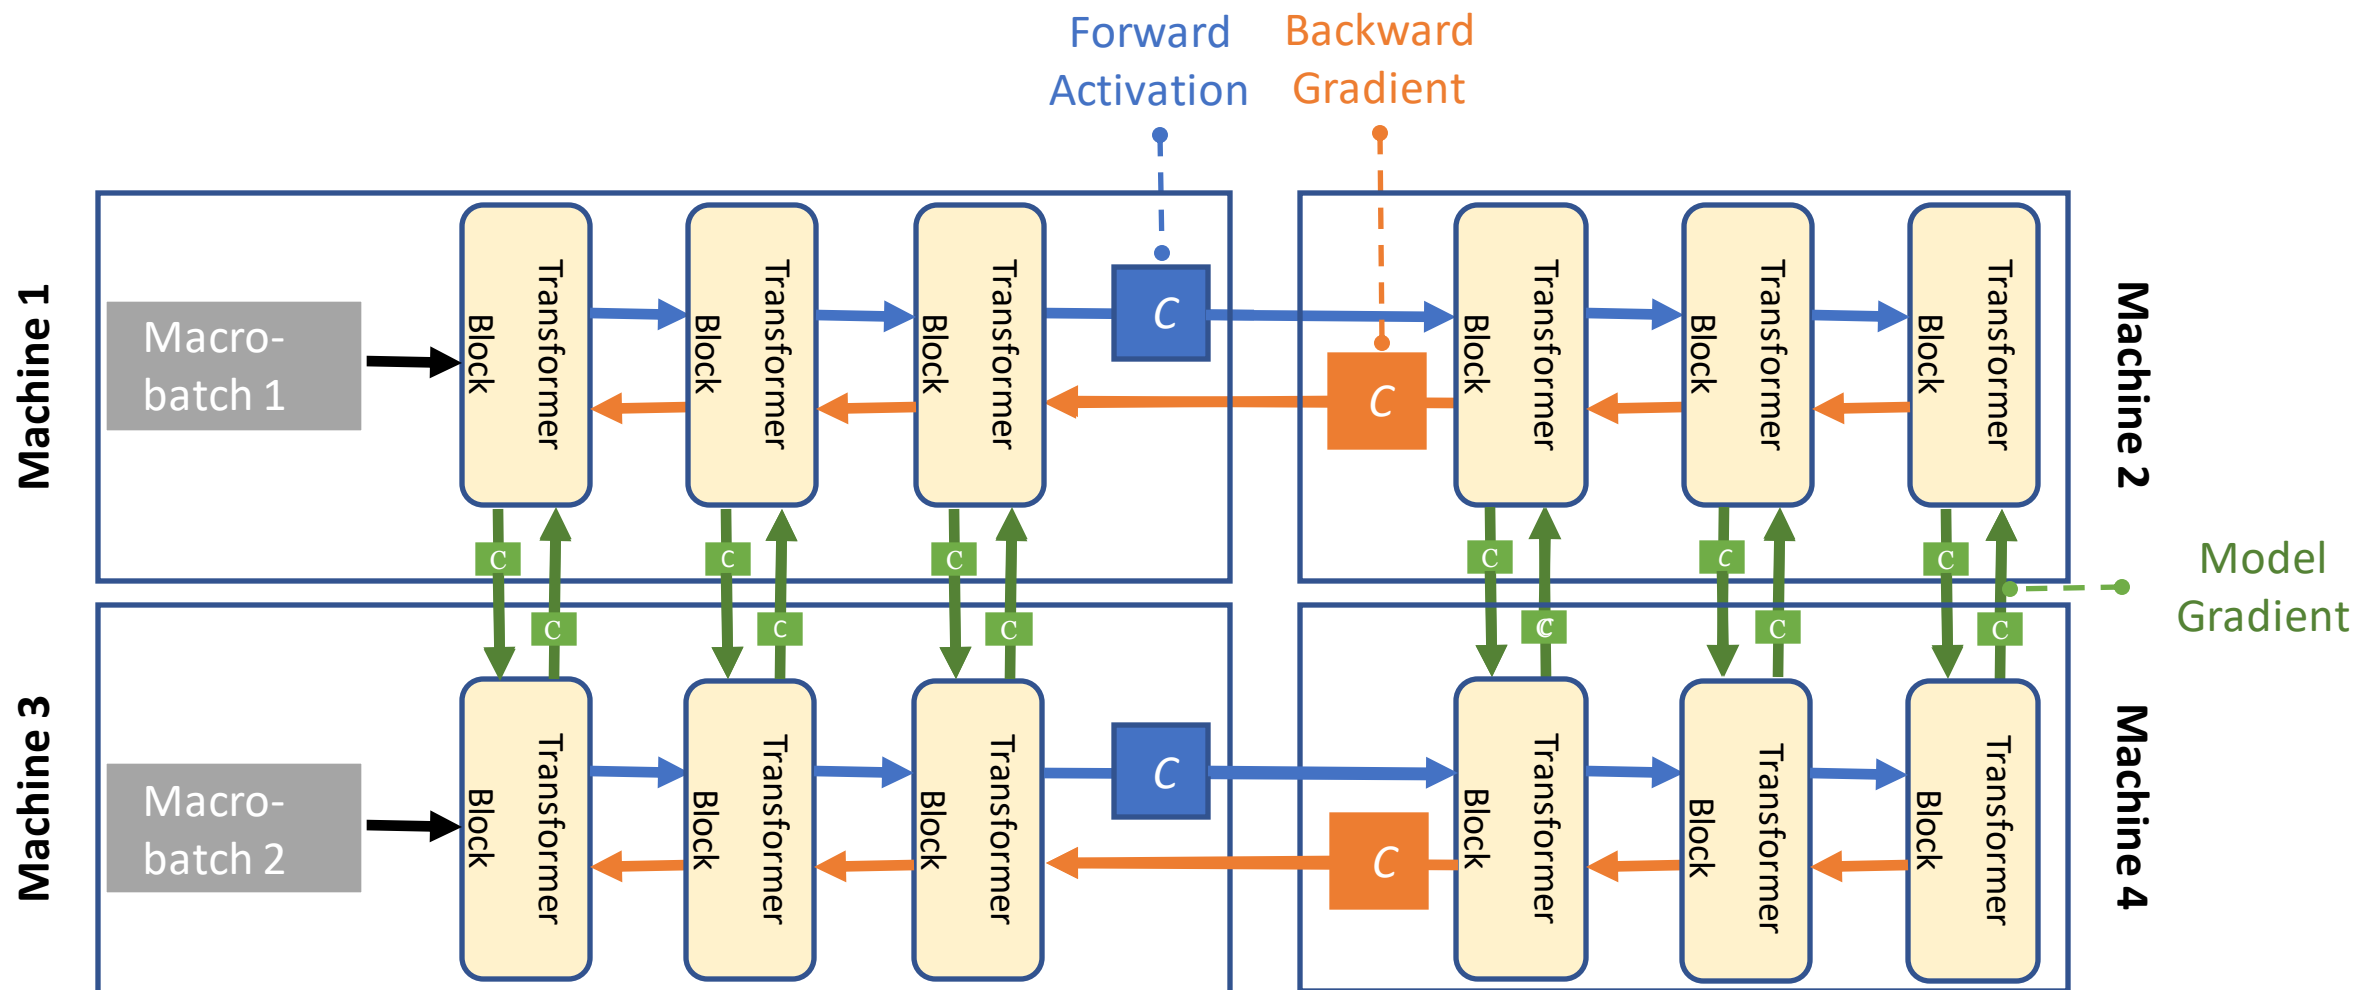 Forward
Activation
Backward
Gradient
Machine 1
Macro-
batch 1
Transformer
Block
Transformer
Block
Transformer
Block
C
C
Transformer
Block
Transformer
Block
Transformer
Block
Machine 2
C
C
C
C
C
C
C
C
C
C
C
C
Model
Gradient
Machine 3
Macro-
batch 2
Transformer
Block
Transformer
Block
Transformer
Block
C
C
Transformer
Block
Transformer
Block
Transformer
Block
Machine 4